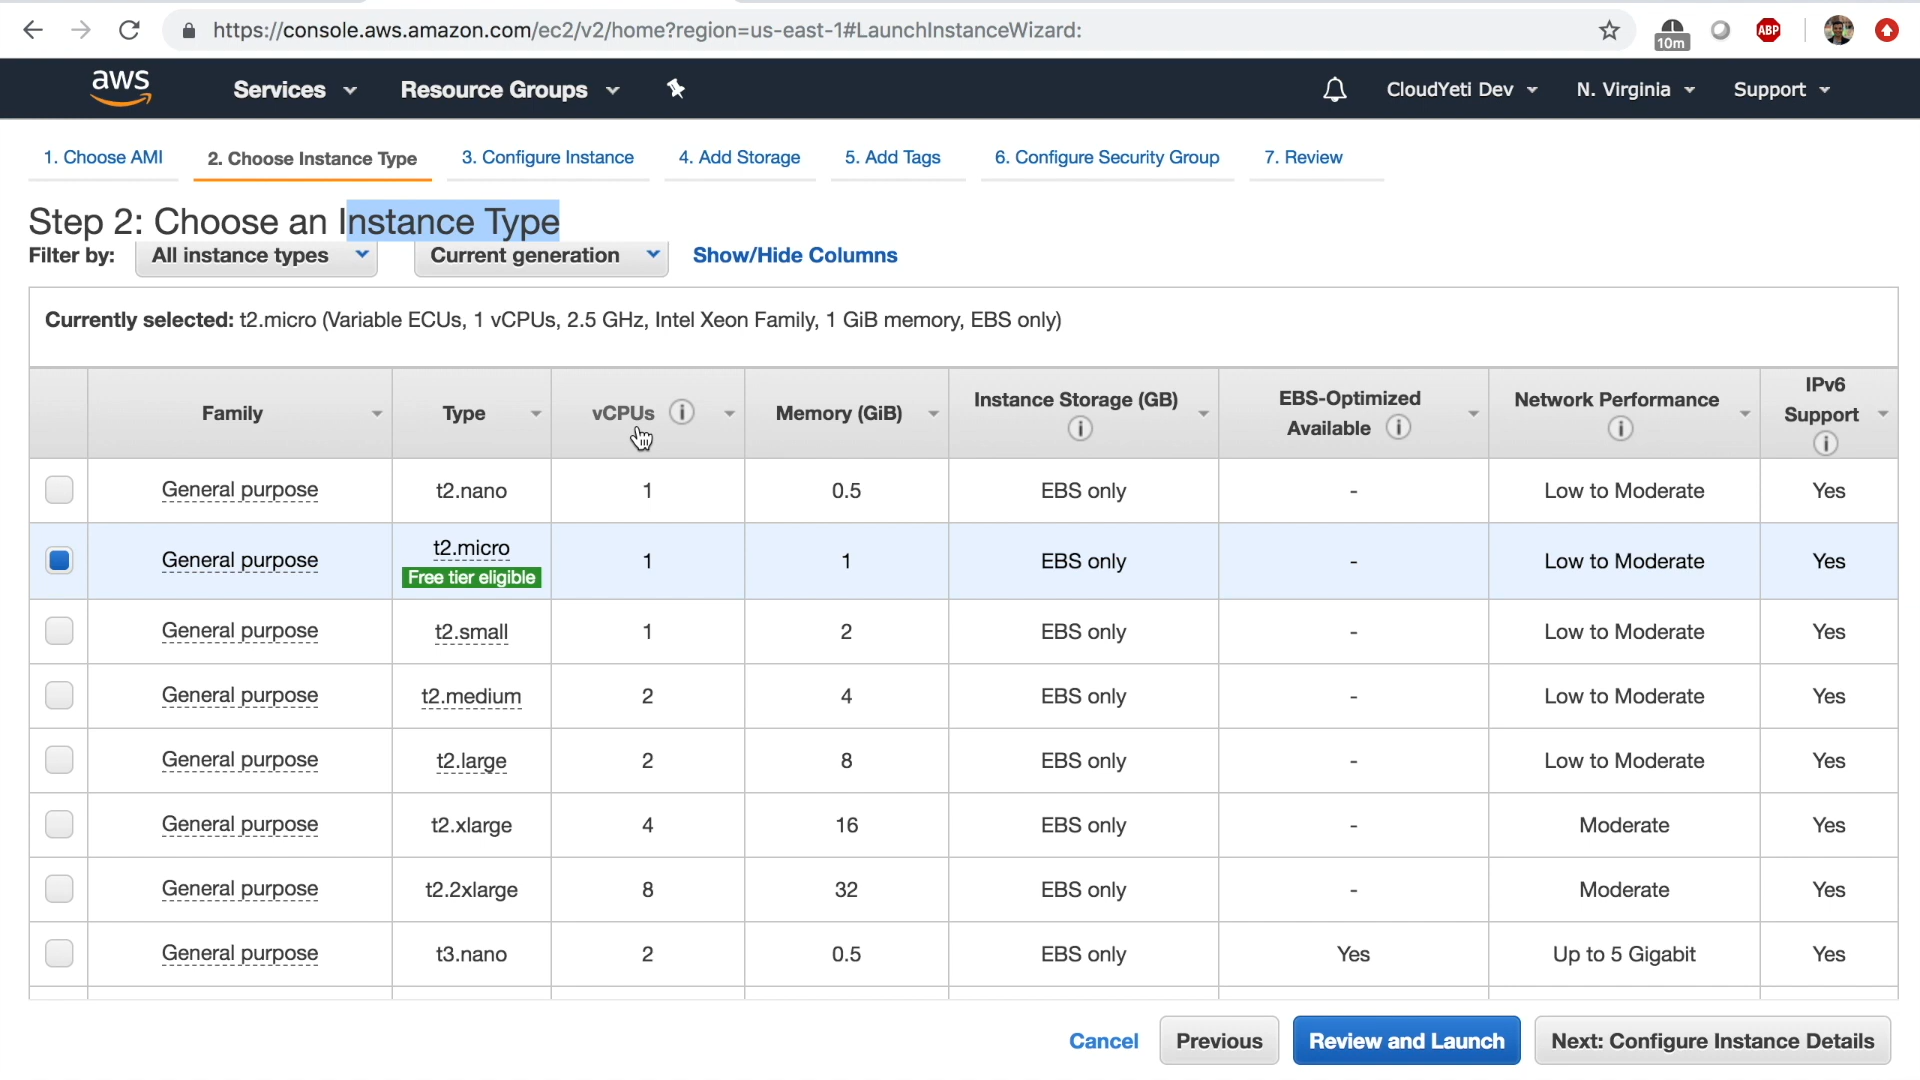 https://console.aws.amazon.com/ec2/v2/home?region=us-east-1#LaunchInstanceWizard:
10m
ABP
aws Services Resource Groups CloudYeti Dev N. Virginia Support
1. Choose AMI 2. Choose Instance Type 3. Configure Instance 4. Add Storage 5. Add Tags 6. Configure Security Group 7. Review
Step 2: Choose an Instance Type
Filter by: All instance types Current generation Show/Hide Columns
Currently selected: t2.micro (Variable ECUs, 1 vCPUs, 2.5 GHz, Intel Xeon Family, 1 GiB memory, EBS only)
Family Type vCPUs i Memory (GiB) Instance Storage (GB) i EBS-Optimized Available i Network Performance i IPv6 Support i
General purpose t2.nano 1 0.5 EBS only - Low to Moderate Yes
General purpose t2.micro Free tier eligible 1 1 EBS only - Low to Moderate Yes
General purpose t2.small 1 2 EBS only - Low to Moderate Yes
General purpose t2.medium 2 4 EBS only - Low to Moderate Yes
General purpose t2.large 2 8 EBS only - Low to Moderate Yes
General purpose t2.xlarge 4 16 EBS only - Moderate Yes
General purpose t2.2xlarge 8 32 EBS only - Moderate Yes
General purpose t3.nano 2 0.5 EBS only Yes Up to 5 Gigabit Yes
Cancel Previous Review and Launch Next: Configure Instance Details